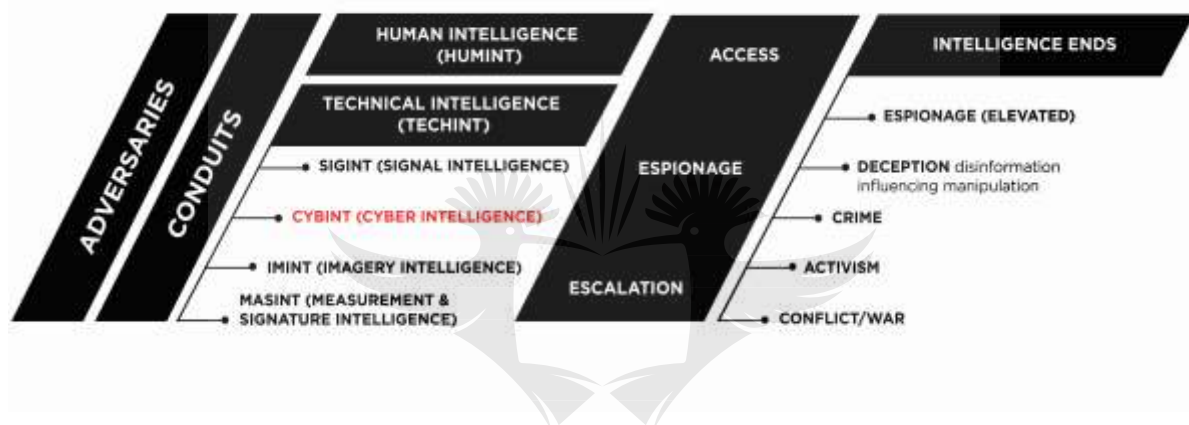 ADVERSARIES
CONDUITS
HUMAN INTELLIGENCE
(HUMINT)
TECHNICAL INTELLIGENCE
(TECHINT)
SIGINT (SIGNAL INTELLIGENCE)
CYBINT (CYBER INTELLIGENCE)
IMINT (IMAGERY INTELLIGENCE)
MASINT (MEASUREMENT &
SIGNATURE INTELLIGENCE)
ACCESS
ESPIONAGE
ESCALATION
INTELLIGENCE ENDS
ESPIONAGE (ELEVATED)
DECEPTION disinformation
influencing manipulation
CRIME
ACTIVISM
CONFLICT/WAR